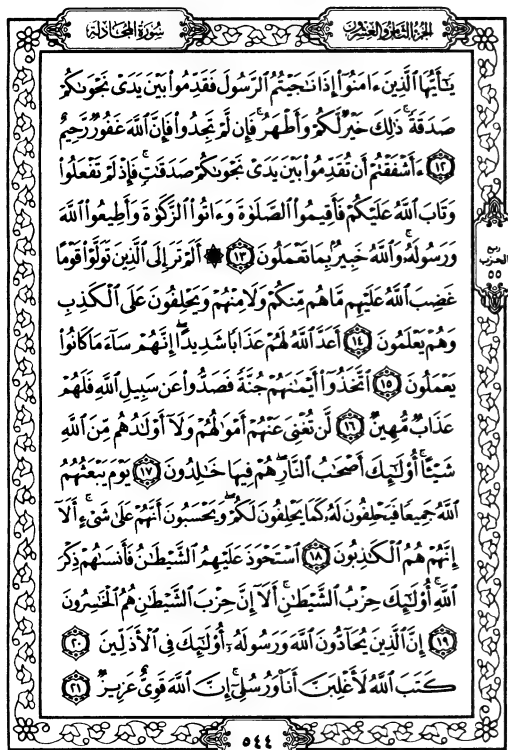 الجزء الثامن والعشرون
سورة المجادلة
يَٰٓأَيُّهَا ٱلَّذِينَ ءَامَنُوٓا۟ إِذَا نَٰجَيْتُمُ ٱلرَّسُولَ فَقَدِّمُوا۟ بَيْنَ يَدَىْ نَجْوَىٰكُمْ
صَدَقَةً ۚ ذَٰلِكَ خَيْرٌ لَّكُمْ وَأَطْهَرُ ۚ فَإِن لَّمْ تَجِدُوا۟ فَإِنَّ ٱللَّهَ غَفُورٌ رَّحِيمٌ
١٢ ءَأَشْفَقْتُمْ أَن تُقَدِّمُوا۟ بَيْنَ يَدَىْ نَجْوَىٰكُمْ صَدَقَٰتٍ ۚ فَإِذْ لَمْ تَفْعَلُوا۟
وَتَابَ ٱللَّهُ عَلَيْكُمْ فَأَقِيمُوا۟ ٱلصَّلَوٰةَ وَءَاتُوا۟ ٱلزَّكَوٰةَ وَأَطِيعُوا۟ ٱللَّهَ
وَرَسُولَهُۥ ۚ وَٱللَّهُ خَبِيرٌۢ بِمَا تَعْمَلُونَ ١٣ ۞ أَلَمْ تَرَ إِلَى ٱلَّذِينَ تَوَلَّوْا۟ قَوْمًا
غَضِبَ ٱللَّهُ عَلَيْهِم مَّا هُم مِّنكُمْ وَلَا مِنْهُمْ وَيَحْلِفُونَ عَلَى ٱلْكَذِبِ
وَهُمْ يَعْلَمُونَ ١٤ أَعَدَّ ٱللَّهُ لَهُمْ عَذَابًا شَدِيدًا ۖ إِنَّهُمْ سَآءَ مَا كَانُوا۟
يَعْمَلُونَ ١٥ ٱتَّخَذُوٓا۟ أَيْمَٰنَهُمْ جُنَّةً فَصَدُّوا۟ عَن سَبِيلِ ٱللَّهِ فَلَهُمْ
عَذَابٌ مُّهِينٌ ١٦ لَّن تُغْنِىَ عَنْهُمْ أَمْوَٰلُهُمْ وَلَآ أَوْلَٰدُهُم مِّنَ ٱللَّهِ
شَيْـًٔا ۚ أُو۟لَٰٓئِكَ أَصْحَٰبُ ٱلنَّارِ ۖ هُمْ فِيهَا خَٰلِدُونَ ١٧ يَوْمَ يَبْعَثُهُمُ
ٱللَّهُ جَمِيعًا فَيَحْلِفُونَ لَهُۥ كَمَا يَحْلِفُونَ لَكُمْ ۖ وَيَحْسَبُونَ أَنَّهُمْ عَلَىٰ شَىْءٍ ۚ أَلَآ
إِنَّهُمْ هُمُ ٱلْكَٰذِبُونَ ١٨ ٱسْتَحْوَذَ عَلَيْهِمُ ٱلشَّيْطَٰنُ فَأَنسَىٰهُمْ ذِكْرَ
ٱللَّهِ ۚ أُو۟لَٰٓئِكَ حِزْبُ ٱلشَّيْطَٰنِ ۚ أَلَآ إِنَّ حِزْبَ ٱلشَّيْطَٰنِ هُمُ ٱلْخَٰسِرُونَ
١٩ إِنَّ ٱلَّذِينَ يُحَآدُّونَ ٱللَّهَ وَرَسُولَهُۥٓ أُو۟لَٰٓئِكَ فِى ٱلْأَذَلِّينَ ٢٠
كَتَبَ ٱللَّهُ لَأَغْلِبَنَّ أَنَا۠ وَرُسُلِىٓ ۚ إِنَّ ٱللَّهَ قَوِىٌّ عَزِيزٌ ٢١
ربع
الحزب
٥٥
٥٤٤